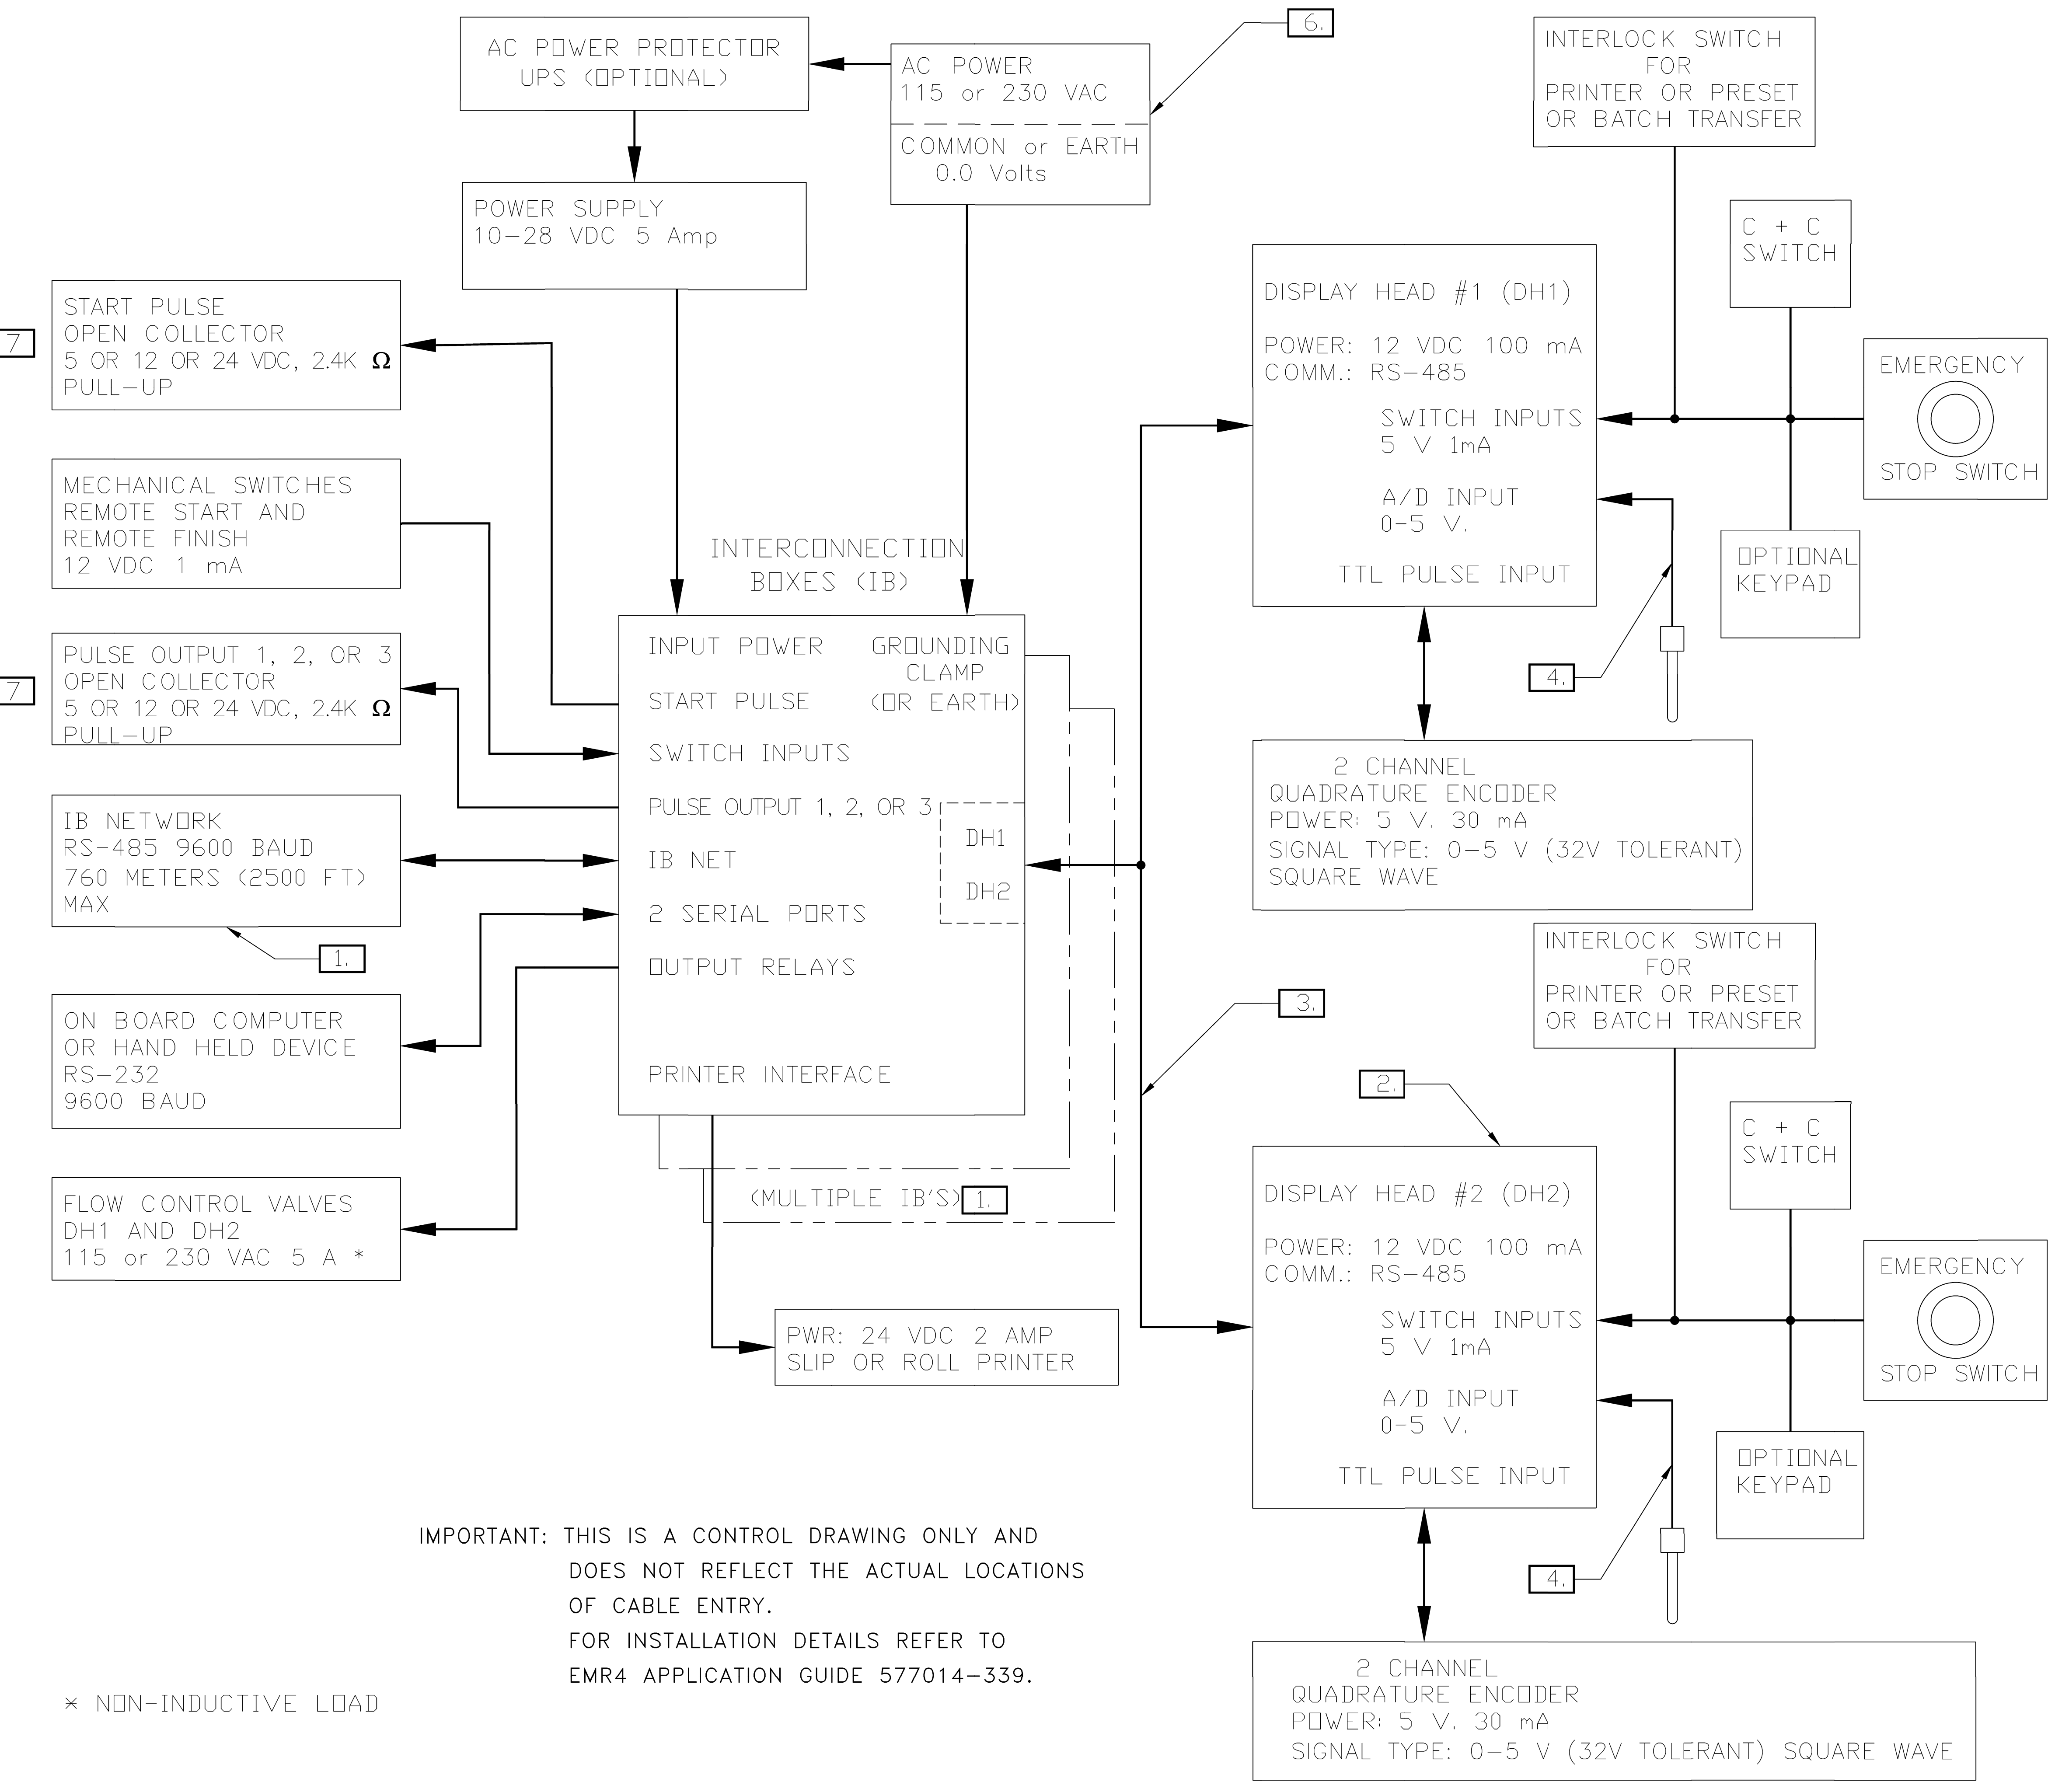 AC POWER PROTECTOR
UPS (OPTIONAL)
AC POWER
115 or 230 VAC
COMMON or EARTH
0.0 Volts
6.
POWER SUPPLY
10-28 VDC 5 Amp
7
START PULSE
OPEN COLLECTOR
5 OR 12 OR 24 VDC, 2.4K Ω
PULL-UP
MECHANICAL SWITCHES
REMOTE START AND
REMOTE FINISH
12 VDC 1 mA
7
PULSE OUTPUT 1, 2, OR 3
OPEN COLLECTOR
5 OR 12 OR 24 VDC, 2.4K Ω
PULL-UP
IB NETWORK
RS-485 9600 BAUD
760 METERS (2500 FT)
MAX
1.
ON BOARD COMPUTER
OR HAND HELD DEVICE
RS-232
9600 BAUD
FLOW CONTROL VALVES
DH1 AND DH2
115 or 230 VAC 5 A *
INTERCONNECTION
BOXES (IB)
INPUT POWER
GROUNDING
CLAMP
(OR EARTH)
START PULSE
SWITCH INPUTS
PULSE OUTPUT 1, 2, OR 3
DH1
IB NET
DH2
2 SERIAL PORTS
OUTPUT RELAYS
PRINTER INTERFACE
(MULTIPLE IB'S) 1.
PWR: 24 VDC 2 AMP
SLIP OR ROLL PRINTER
3.
2.
INTERLOCK SWITCH
FOR
PRINTER OR PRESET
OR BATCH TRANSFER
C + C
SWITCH
EMERGENCY
STOP SWITCH
OPTIONAL
KEYPAD
DISPLAY HEAD #1 (DH1)
POWER: 12 VDC 100 mA
COMM.: RS-485
SWITCH INPUTS
5 V 1mA
A/D INPUT
0-5 V.
TTL PULSE INPUT
4.
2 CHANNEL
QUADRATURE ENCODER
POWER: 5 V. 30 mA
SIGNAL TYPE: 0-5 V (32V TOLERANT)
SQUARE WAVE
INTERLOCK SWITCH
FOR
PRINTER OR PRESET
OR BATCH TRANSFER
C + C
SWITCH
EMERGENCY
STOP SWITCH
OPTIONAL
KEYPAD
DISPLAY HEAD #2 (DH2)
POWER: 12 VDC 100 mA
COMM.: RS-485
SWITCH INPUTS
5 V 1mA
A/D INPUT
0-5 V.
TTL PULSE INPUT
4.
2 CHANNEL
QUADRATURE ENCODER
POWER: 5 V. 30 mA
SIGNAL TYPE: 0-5 V (32V TOLERANT) SQUARE WAVE
IMPORTANT: THIS IS A CONTROL DRAWING ONLY AND
DOES NOT REFLECT THE ACTUAL LOCATIONS
OF CABLE ENTRY.
FOR INSTALLATION DETAILS REFER TO
EMR4 APPLICATION GUIDE 577014-339.
* NON-INDUCTIVE LOAD